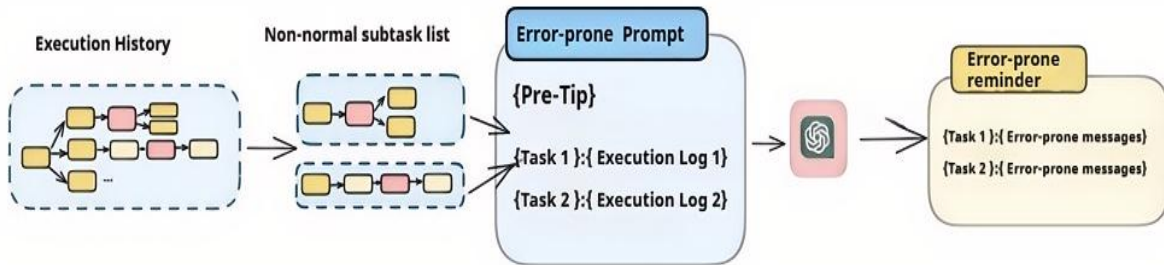 Execution History
Non-normal subtask list
Error-prone Prompt
{Pre-Tip}
{Task 1 }:{ Execution Log 1}
{Task 2 }:{ Execution Log 2}
Error-prone
reminder
{Task 1 }:{ Error-prone messages}
{Task 2 }:{ Error-prone messages}
...